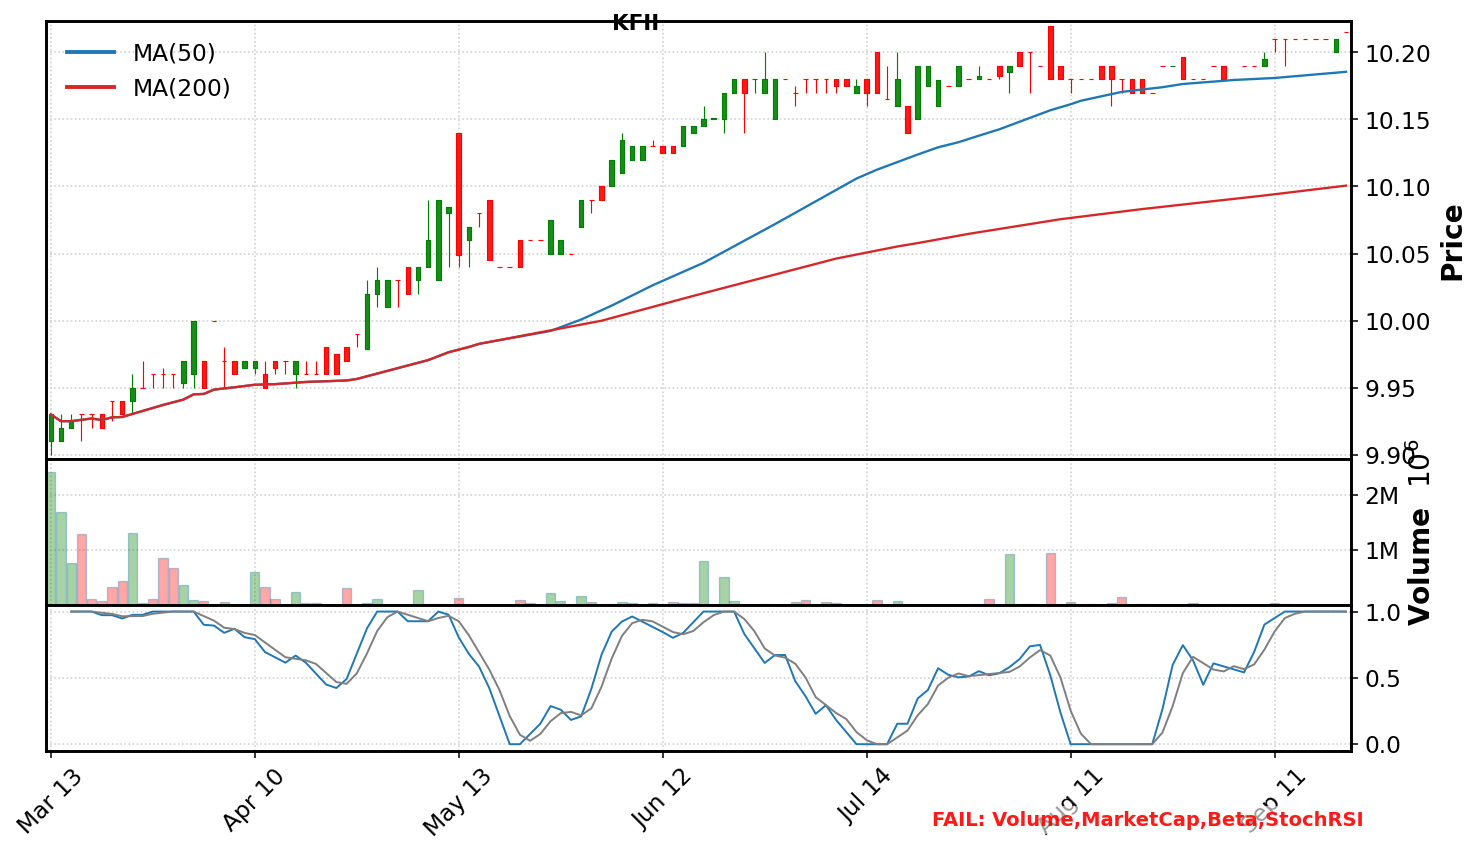 KFII
MA(50)
MA(200)
10.20
10.15
10.10
10.05
10.00
9.95
9.90
Price
10⁶
2M
1M
Volume
1.0
0.5
0.0
Mar 13
Apr 10
May 13
Jun 12
Jul 14
Aug 11
Sep 11
FAIL: Volume,MarketCap,Beta,StochRSI